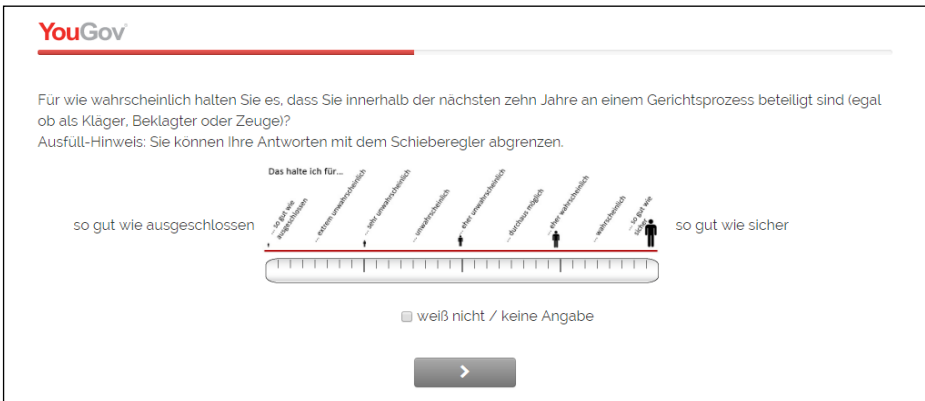 YouGov
Für wie wahrscheinlich halten Sie es, dass Sie innerhalb der nächsten zehn Jahre an einem Gerichtsprozess beteiligt sind (egal
ob als Kläger, Beklagter oder Zeuge)?
Ausfüll-Hinweis: Sie können Ihre Antworten mit dem Schieberegler abgrenzen.
Das halte ich für...
so gut wie ausgeschlossen
... so gut wie
ausgeschlossen
... extrem unwahrscheinlich
... sehr unwahrscheinlich
... unwahrscheinlich
... eher unwahrscheinlich
... durchaus möglich
... eher wahrscheinlich
... wahrscheinlich
... so gut wie
sicher
so gut wie sicher
weiß nicht / keine Angabe